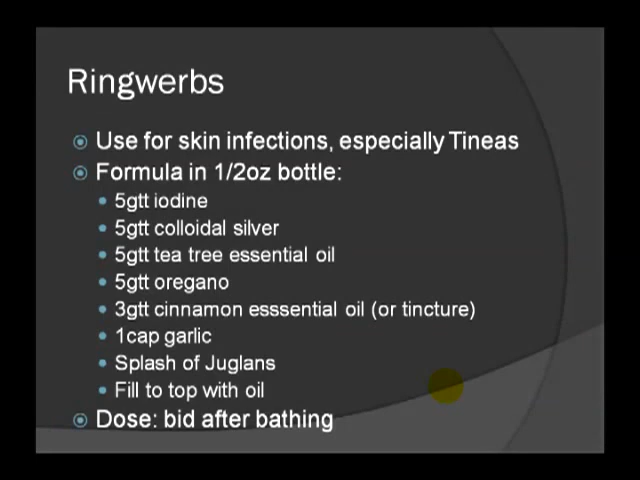 Ringwerbs
Use for skin infections, especially Tineas
Formula in 1/2oz bottle:
5gtt iodine
5gtt colloidal silver
5gtt tea tree essential oil
5gtt oregano
3gtt cinnamon esssential oil (or tincture)
1cap garlic
Splash of Juglans
Fill to top with oil
Dose: bid after bathing